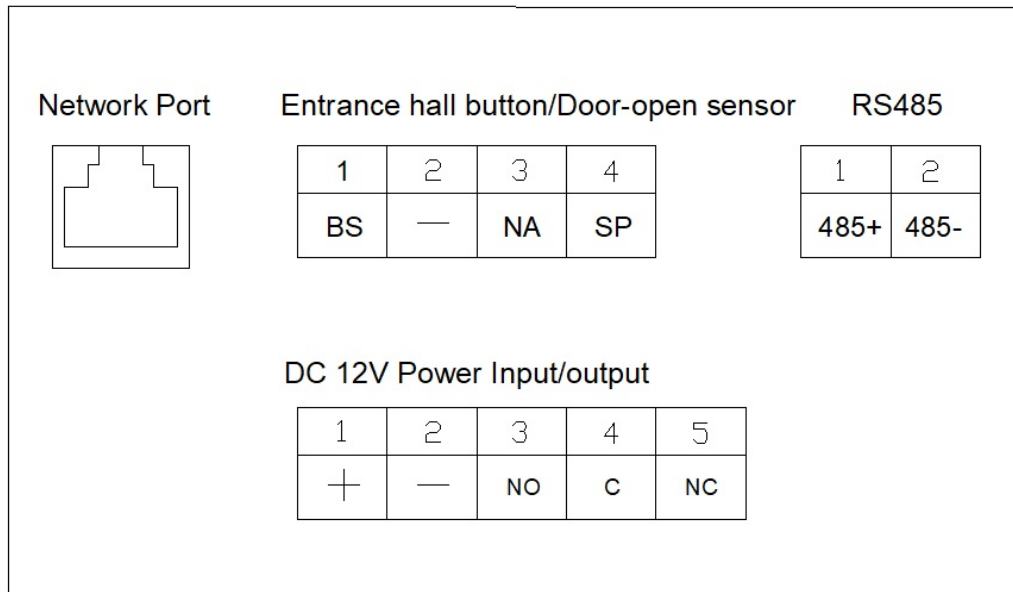 Network Port
Entrance hall button/Door-open sensor
RS485
1 2 3 4
BS — NA SP
1 2
485+ 485-
DC 12V Power Input/output
1 2 3 4 5
+ — NO C NC